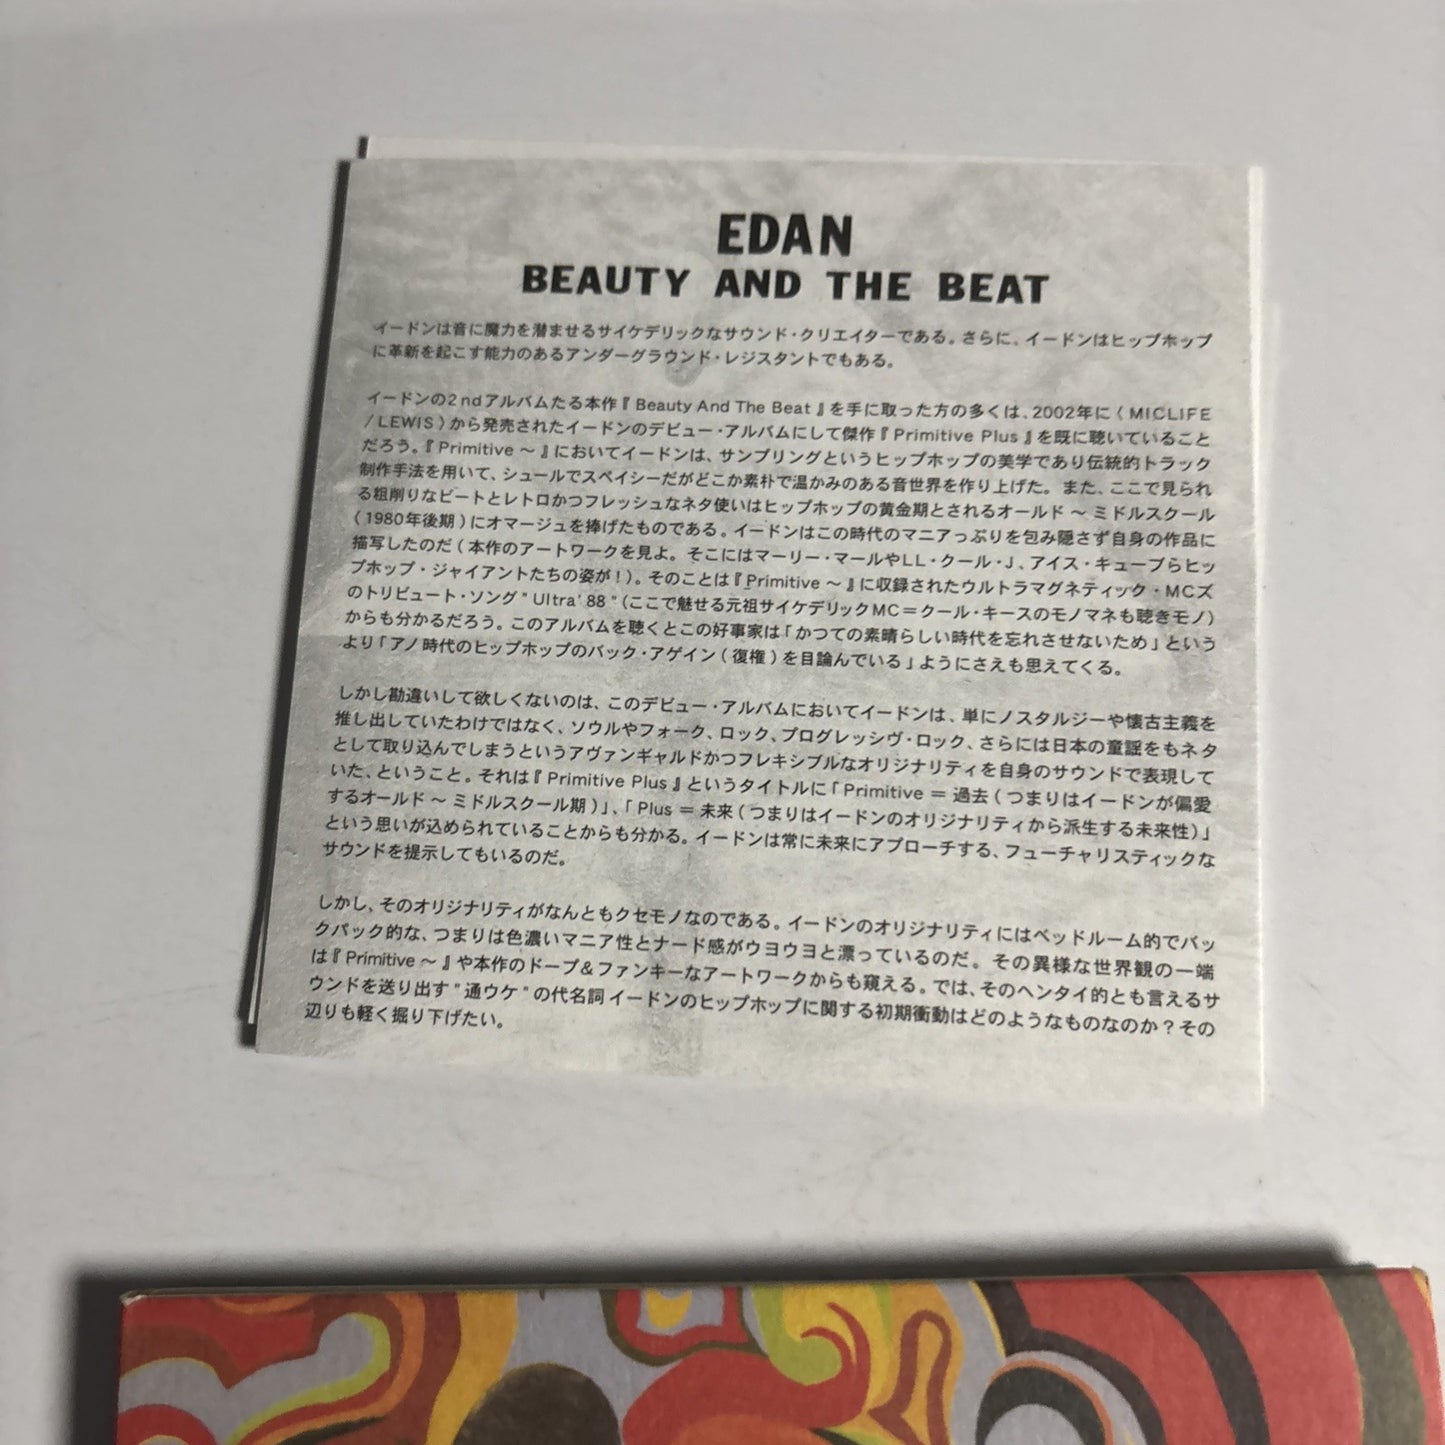 EDAN
BEAUTY AND THE BEAT
イードンは音に魔力を潜ませるサイケデリックなサウンド・クリエイターである。さらに、イードンはヒップホップ
に革新を起こす能力のあるアンダーグラウンド・レジスタントでもある。
イードンの2ndアルバムたる本作『Beauty And The Beat』を手に取った方の多くは、2002年に(MICLIFE
/LEWIS)から発売されたイードンのデビュー・アルバムにして傑作『Primitive Plus』を既に聴いていること
だろう。『Primitive ～』においてイードンは、サンプリングというヒップホップの美学であり伝統的トラック
制作手法を用いて、シュールでスペイシーだがどこか素朴で温かみのある音世界を作り上げた。また、ここで見られ
る粗削りなビートとレトロかつフレッシュなネタ使いはヒップホップの黄金期とされるオールド ～ ミドルスクール
(1980年後期)にオマージュを捧げたものである。イードンはこの時代のマニアっぷりを包み隠さず自身の作品に
描写したのだ(本作のアートワークを見よ。そこにはマーリー・マールやLL・クール・J、アイス・キューブらヒッ
プホップ・ジャイアントたちの姿が!)。そのことは『Primitive ～』に収録されたウルトラマグネティック・MCズ
のトリビュート・ソング"Ultra' 88"(ここで魅せる元祖サイケデリックMC＝クール・キースのモノマネも聴きモノ)
からも分かるだろう。このアルバムを聴くとこの好事家は「かつての素晴らしい時代を忘れさせないため」という
より「アノ時代のヒップホップのバック・アゲイン(復権)を目論んでいる」ようにさえも思えてくる。
しかし勘違いして欲しくないのは、このデビュー・アルバムにおいてイードンは、単にノスタルジーや懐古主義を
推し出していたわけではなく、ソウルやフォーク、ロック、プログレッシヴ・ロック、さらには日本の童謡をもネタ
として取り込んでしまうというアヴァンギャルドかつフレキシブルなオリジナリティを自身のサウンドで表現して
いた、ということ。それは『Primitive Plus』というタイトルに「Primitive ＝ 過去(つまりはイードンが偏愛
するオールド ～ ミドルスクール期)」、「Plus ＝ 未来(つまりはイードンのオリジナリティから派生する未来性)」
という思いが込められていることからも分かる。イードンは常に未来にアプローチする、フューチャリスティックな
サウンドを提示してもいるのだ。
しかし、そのオリジナリティがなんともクセモノなのである。イードンのオリジナリティにはベッドルーム的でバッ
クパック的な、つまりは色濃いマニア性とナード感がウヨウヨと漂っているのだ。その異様な世界観の一端
は『Primitive ～』や本作のドープ&ファンキーなアートワークからも窺える。では、そのヘンタイ的とも言えるサ
ウンドを送り出す"通ウケ"の代名詞イードンのヒップホップに関する初期衝動はどのようなものなのか?その
辺りも軽く掘り下げたい。